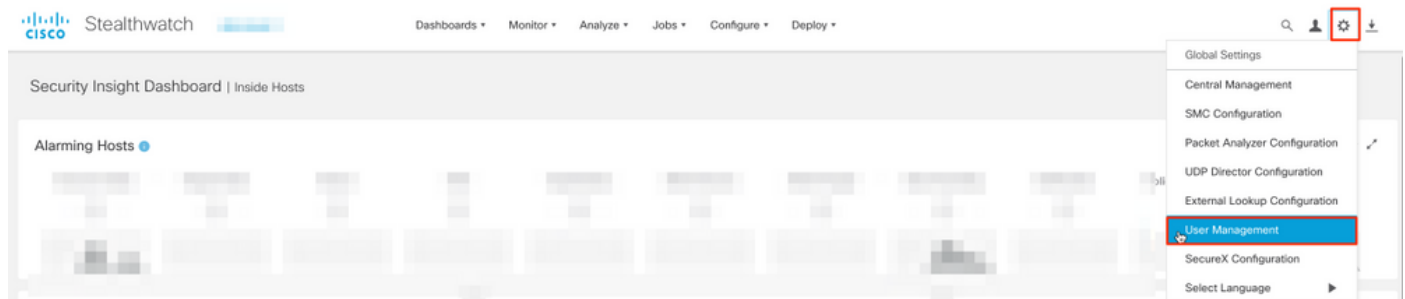 CISCO Stealthwatch Dashboards Monitor Analyze Jobs Configure Deploy
Global Settings
Security Insight Dashboard | Inside Hosts
Central Management
SMC Configuration
Alarming Hosts
Packet Analyzer Configuration
UDP Director Configuration
External Lookup Configuration
User Management
SecureX Configuration
Select Language